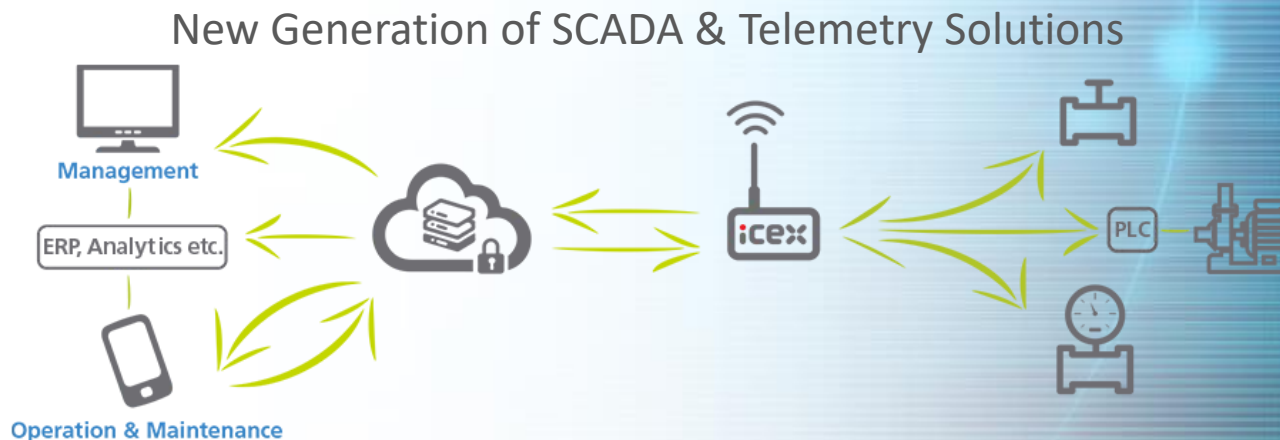 New Generation of SCADA & Telemetry Solutions
Management
ERP, Analytics etc.
Operation & Maintenance
icex
PLC